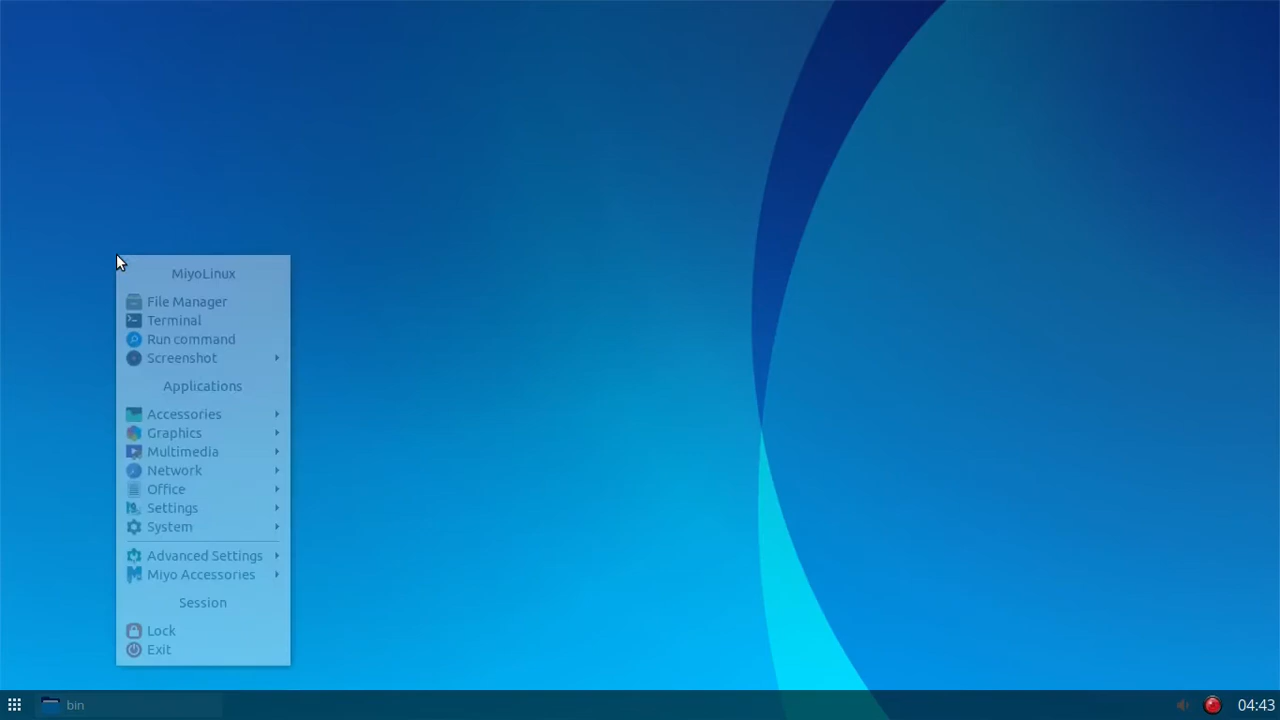 MiyoLinux
File Manager
Terminal
Run command
Screenshot
Applications
Accessories
Graphics
Multimedia
Network
Office
Settings
System
Advanced Settings
Miyo Accessories
Session
Lock
Exit
bin
04:43